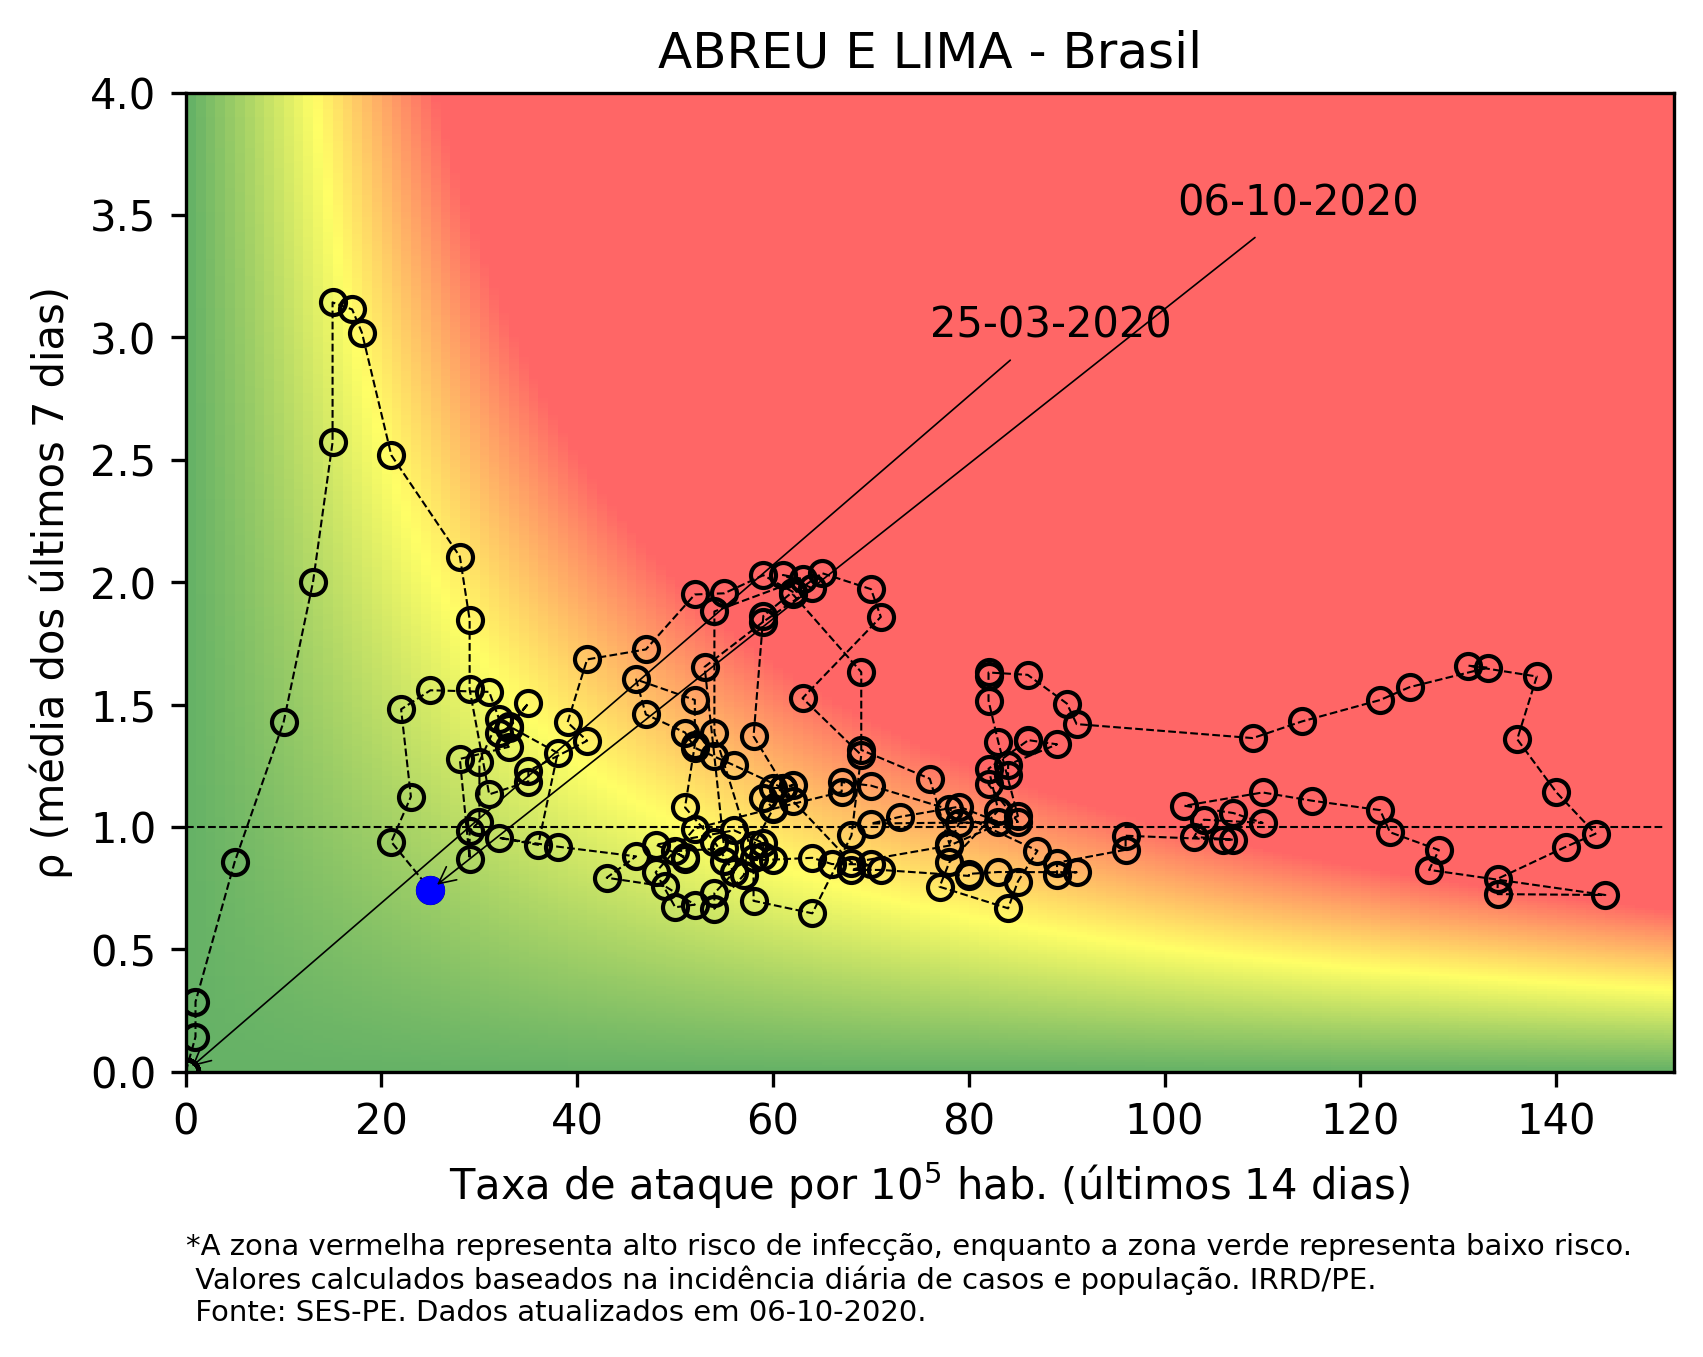 ABREU E LIMA - Brasil
4.0
3.5
3.0
2.5
2.0
1.5
1.0
0.5
0.0
ρ (média dos últimos 7 dias)
06-10-2020
25-03-2020
0 20 40 60 80 100 120 140
Taxa de ataque por 10⁵ hab. (últimos 14 dias)
*A zona vermelha representa alto risco de infecção, enquanto a zona verde representa baixo risco.
Valores calculados baseados na incidência diária de casos e população. IRRD/PE.
Fonte: SES-PE. Dados atualizados em 06-10-2020.